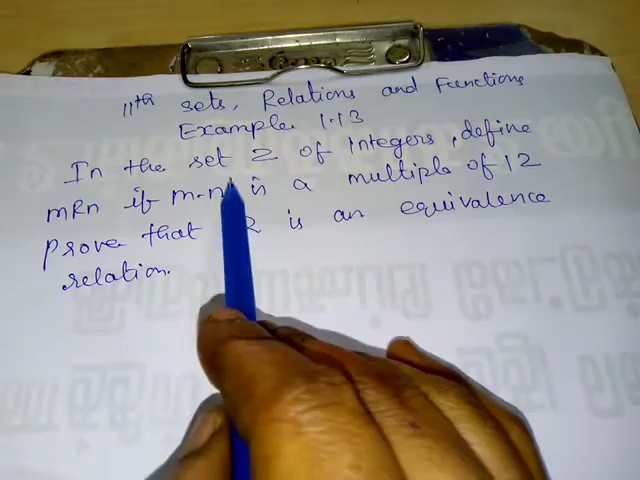 11th sets, Relations and Functions
Example 1.13
In the set Z of integers, define
mRn if m-n is a multiple of 12
Prove that R is an equivalence
relation.